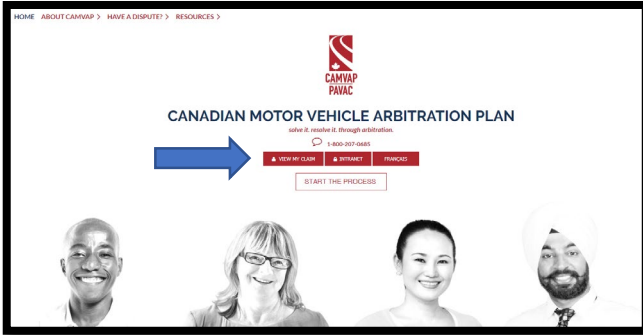 HOME ABOUT CAMVAP > HAVE A DISPUTE? > RESOURCES >
CAMVAP
PAVAC
CANADIAN MOTOR VEHICLE ARBITRATION PLAN
solve it. resolve it. through arbitration.
1-800-207-0685
VIEW MY CLAIM INTRANET FRANÇAIS
START THE PROCESS